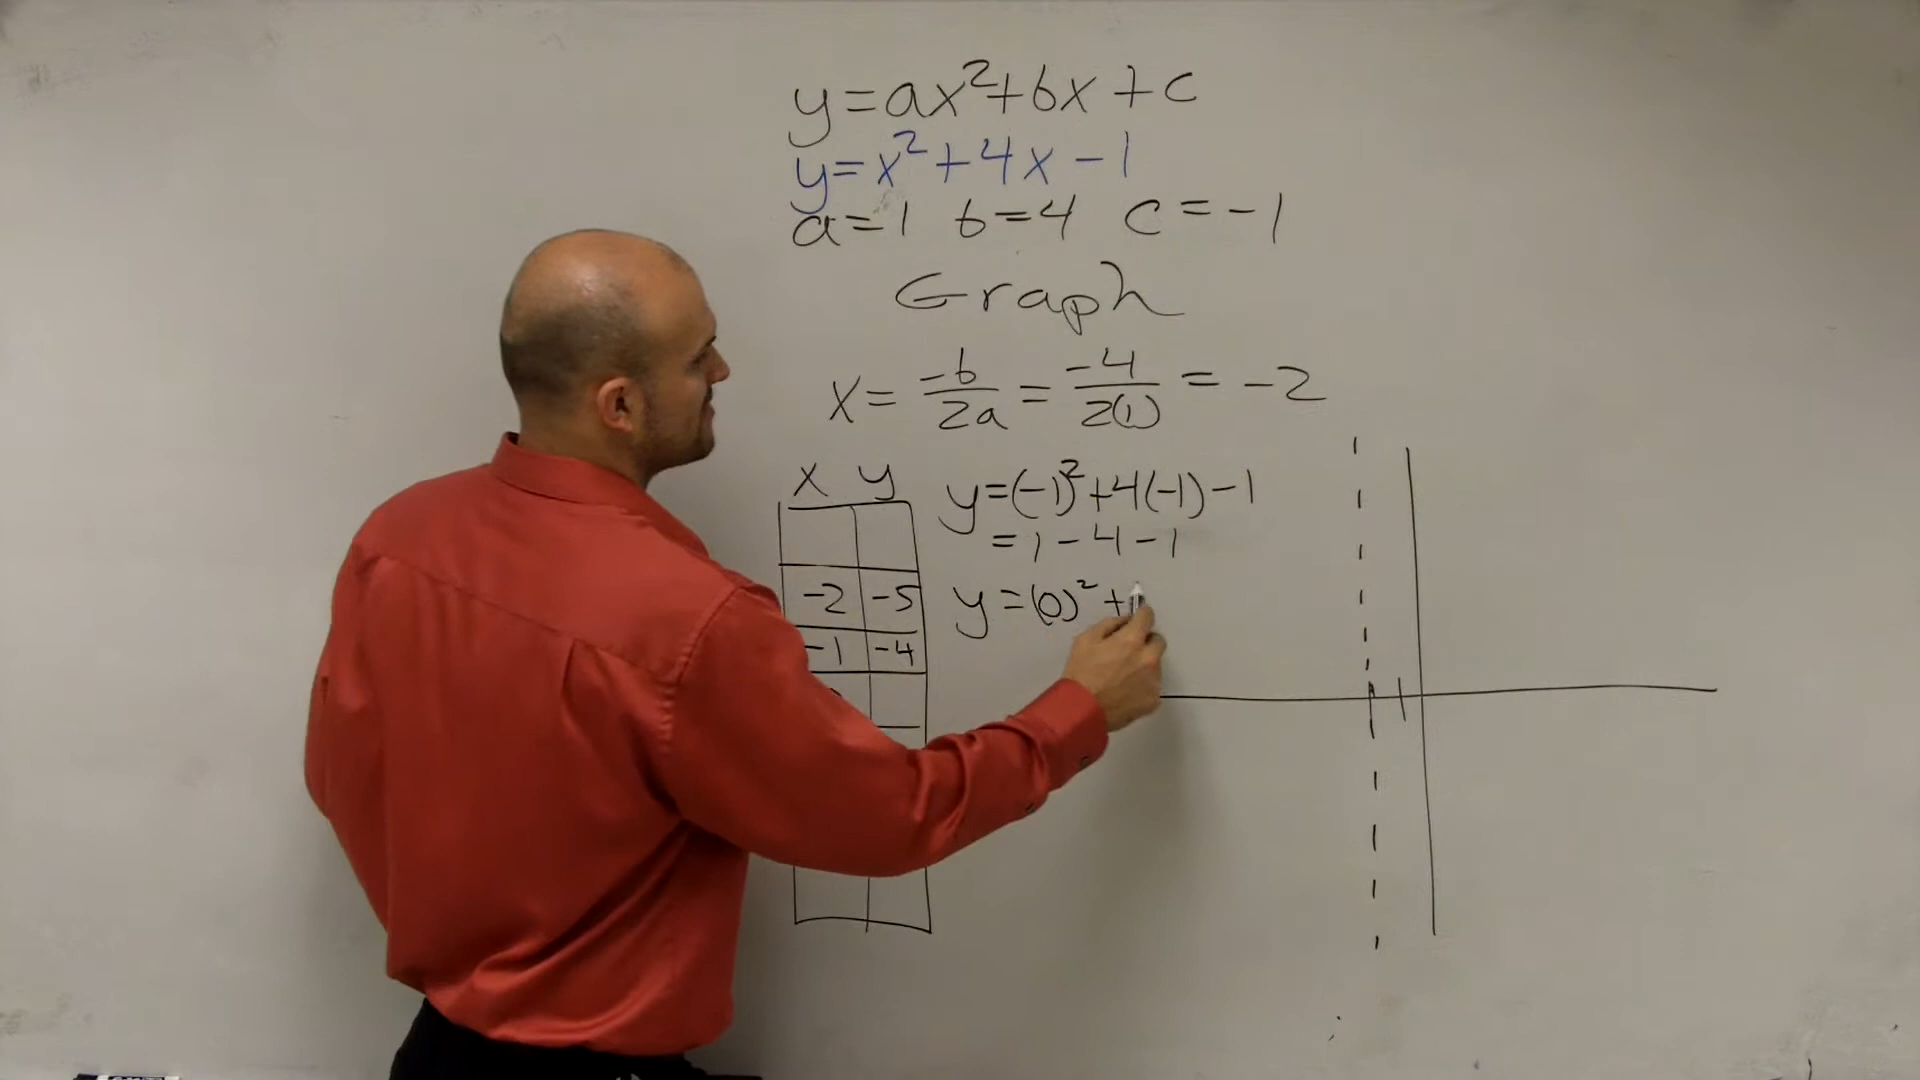 y=ax²+bx+c
y=x²+4x-1
a=1 b=4 c=-1
Graph
x=-b/2a=-4/2(1)=-2
x y
y=(-1)²+4(-1)-1
=1-4-1
-2 -5
y=(0)²+
-1 -4